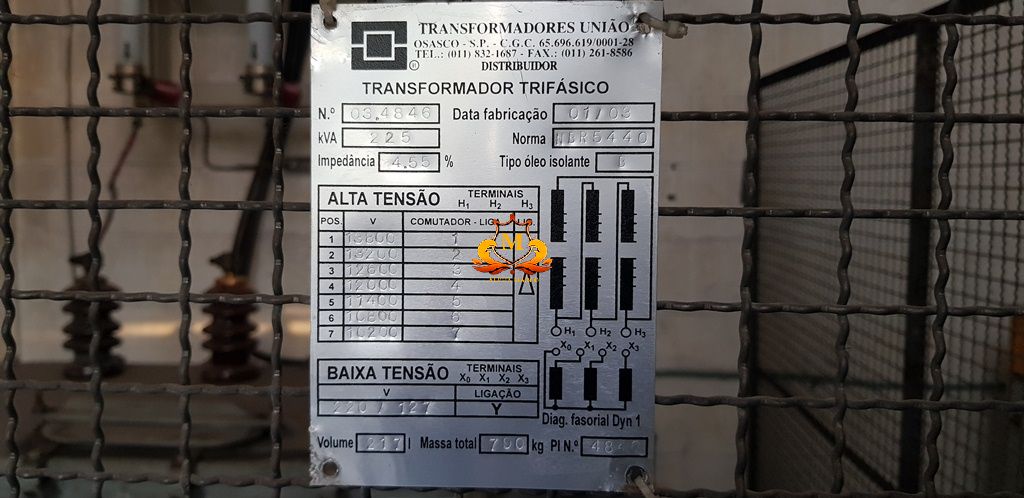 TRANSFORMADORES UNIÃO
OSASCO - S.P. - C.G.C. 65.696.619/0001-28
TEL.: (011) 832-1687 - FAX.: (011) 261-8586
DISTRIBUIDOR
TRANSFORMADOR TRIFÁSICO
N.º 03.4846 Data fabricação 01/03
kVA 225 Norma NBR5440
Impedância 4.55 % Tipo óleo isolante B
ALTA TENSÃO TERMINAIS
H1 H2 H3
POS. V COMUTADOR - LIGA LIG.
1 13800 1
2 13200 2
3 12600 3
4 12000 4 Δ
5 11400 5
6 10800 6
7 10200 7
H1 H2 H3
X0 X1 X2 X3
BAIXA TENSÃO TERMINAIS
X0 X1 X2 X3
V LIGAÇÃO
220 / 127 Y
Diag. fasorial Dyn 1
Volume 217 l Massa total 790 kg PI N.º